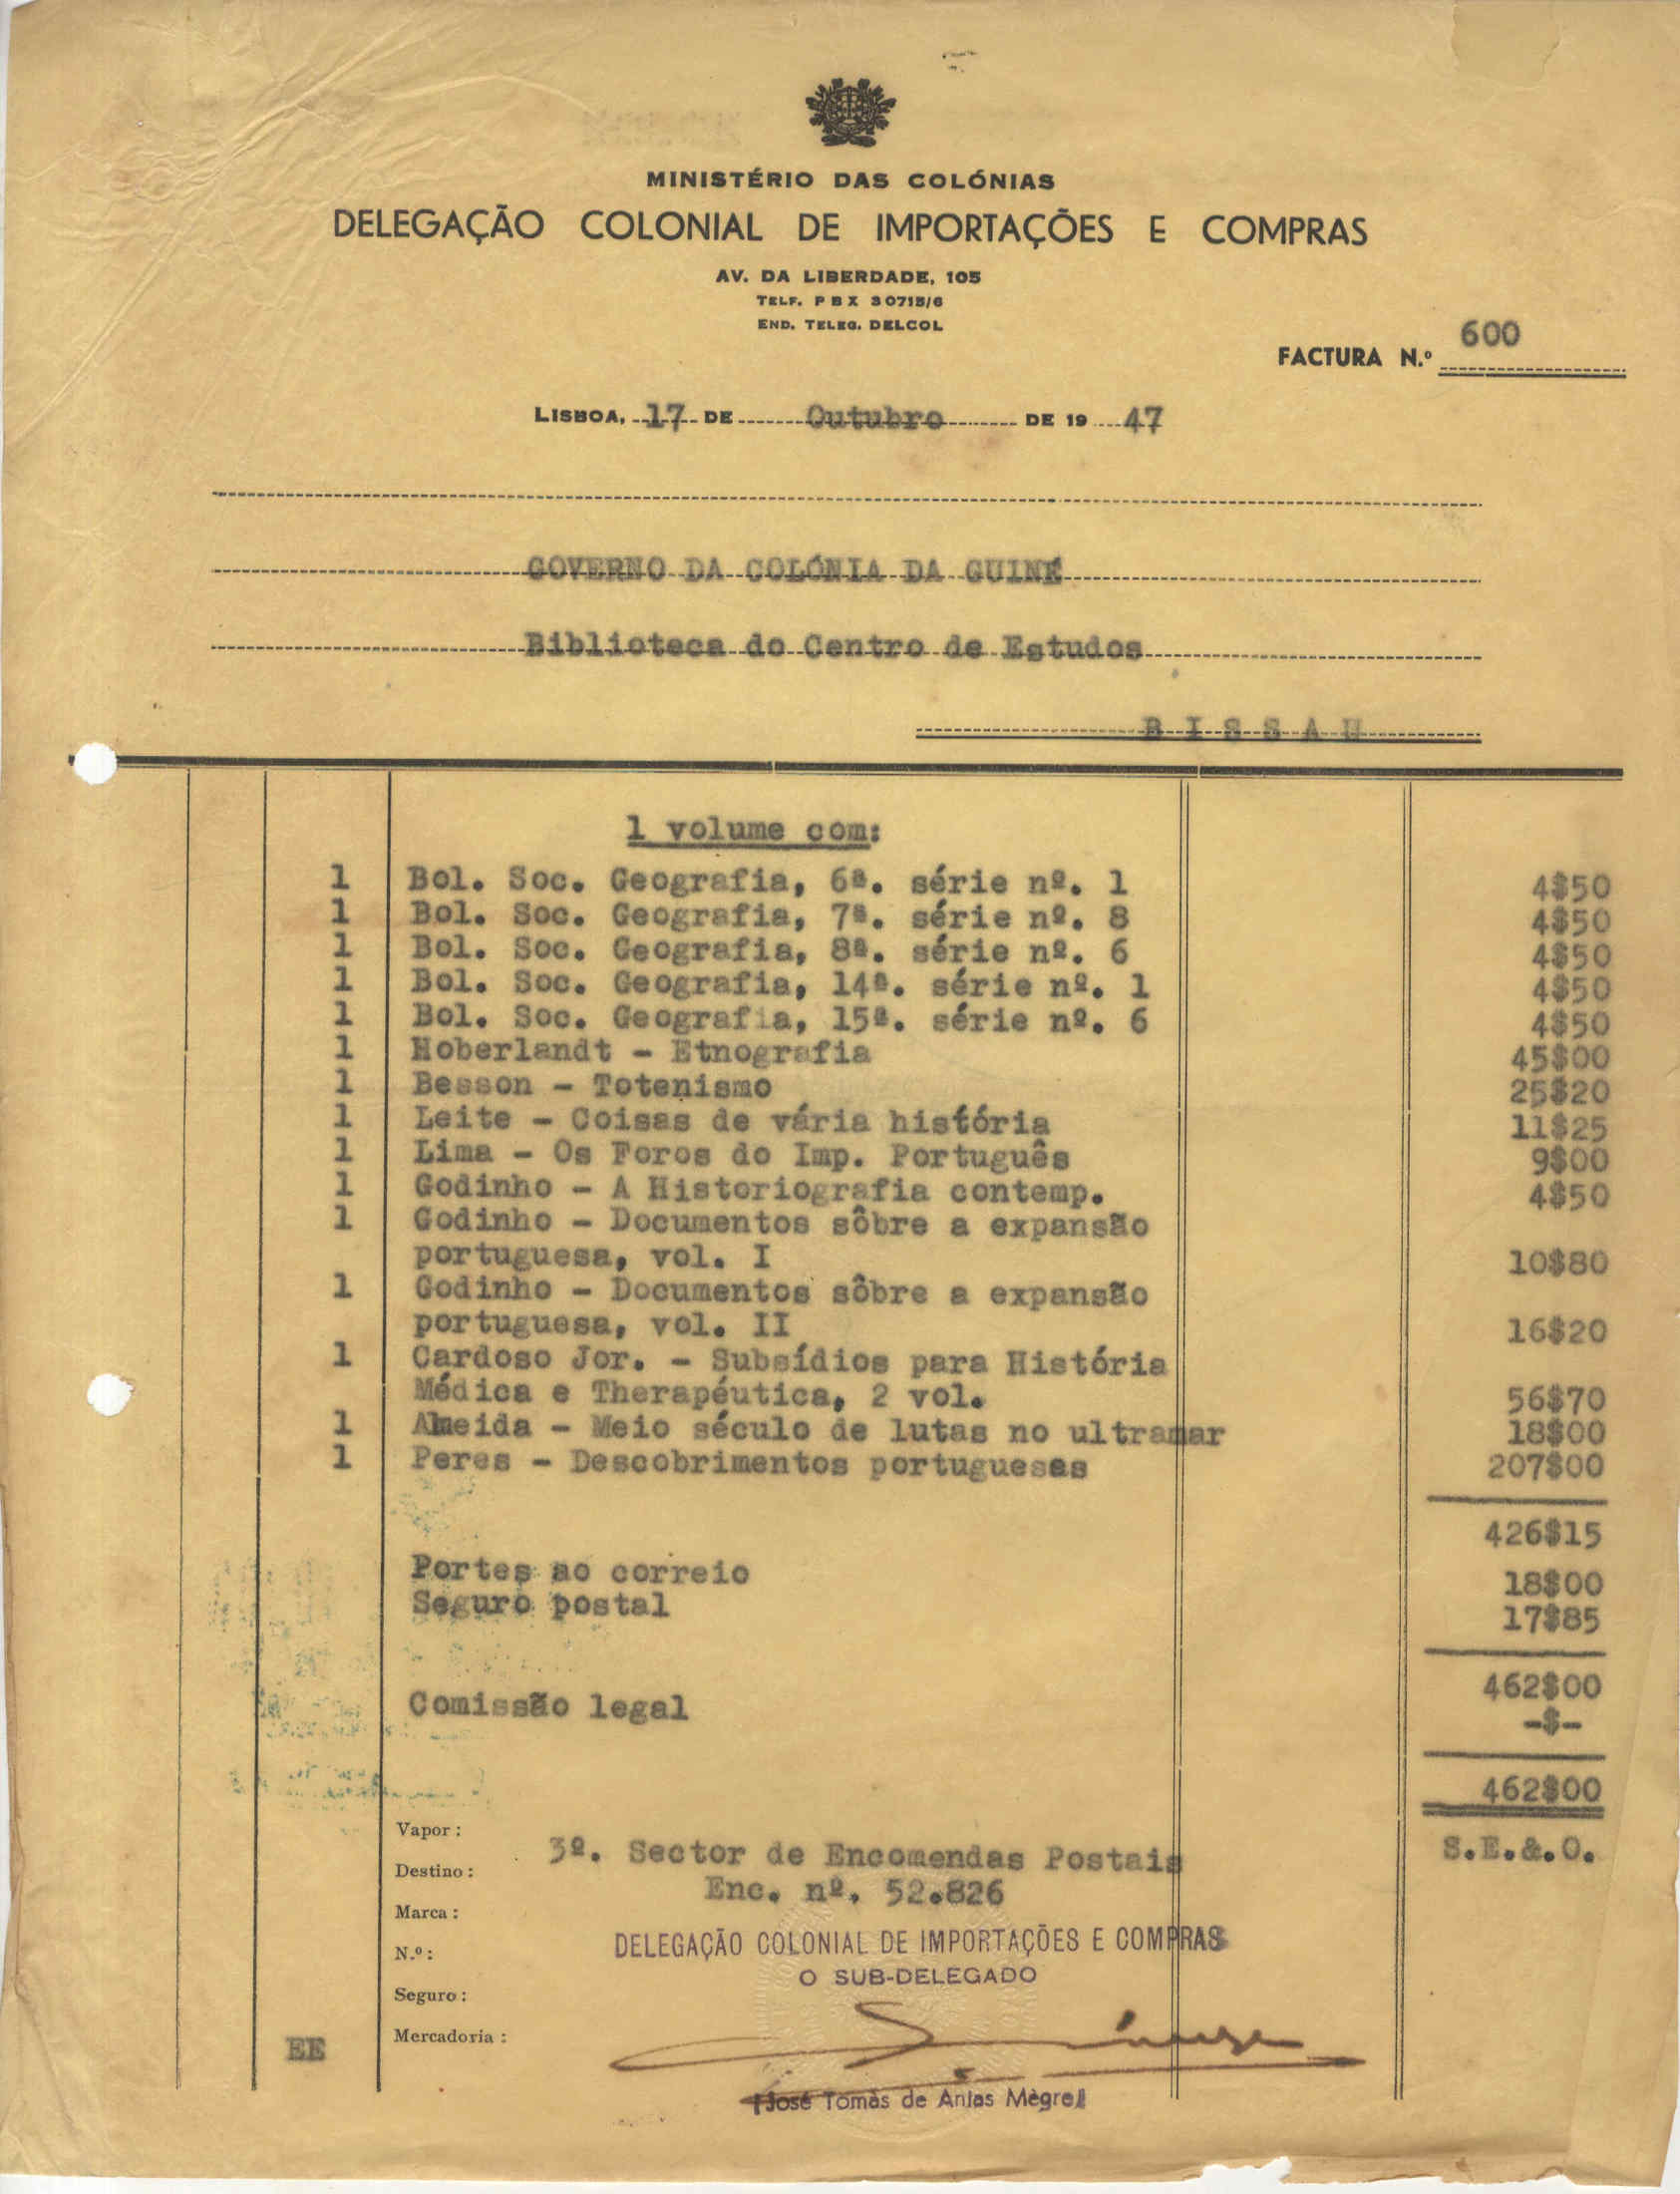 MINISTÉRIO DAS COLÓNIAS
DELEGAÇÃO COLONIAL DE IMPORTAÇÕES E COMPRAS
AV. DA LIBERDADE, 105
TELF. P B X 30715/6
END. TELEG. DELCOL
FACTURA N.º 600
LISBOA, 17 DE Outubro DE 19 47
GOVERNO DA COLÓNIA DA GUINÉ
Biblioteca do Centro de Estudos
B I S S A U
1 volume com:
1 Bol. Soc. Geografia, 6ª. série nº. 1 4$50
1 Bol. Soc. Geografia, 7ª. série nº. 8 4$50
1 Bol. Soc. Geografia, 8ª. série nº. 6 4$50
1 Bol. Soc. Geografia, 14ª. série nº. 1 4$50
1 Bol. Soc. Geografia, 15ª. série nº. 6 4$50
1 Hoberlandt - Etnografia 45$00
1 Besson - Totenismo 25$20
1 Leite - Coisas de vária história 11$25
1 Lima - Os Foros do Imp. Português 9$00
1 Godinho - A Historiografia contemp. 4$50
1 Godinho - Documentos sôbre a expansão
portuguesa, vol. I 10$80
1 Godinho - Documentos sôbre a expansão
portuguesa, vol. II 16$20
1 Cardoso Jor. - Subsídios para História
Médica e Therapéutica, 2 vol. 56$70
1 Almeida - Meio século de lutas no ultramar 18$00
1 Peres - Descobrimentos portugueses 207$00
426$15
Portes ao correio 18$00
Seguro postal 17$85
462$00
Comissão legal -$-
462$00
S.E.&.O.
Vapor :
3º. Sector de Encomendas Postais
Destino :
Enc. nº. 52.826
Marca :
DELEGAÇÃO COLONIAL DE IMPORTAÇÕES E COMPRAS
N.º :
O SUB-DELEGADO
Seguro :
Mercadoria :
EE
José Tomás de Anjos Mègre